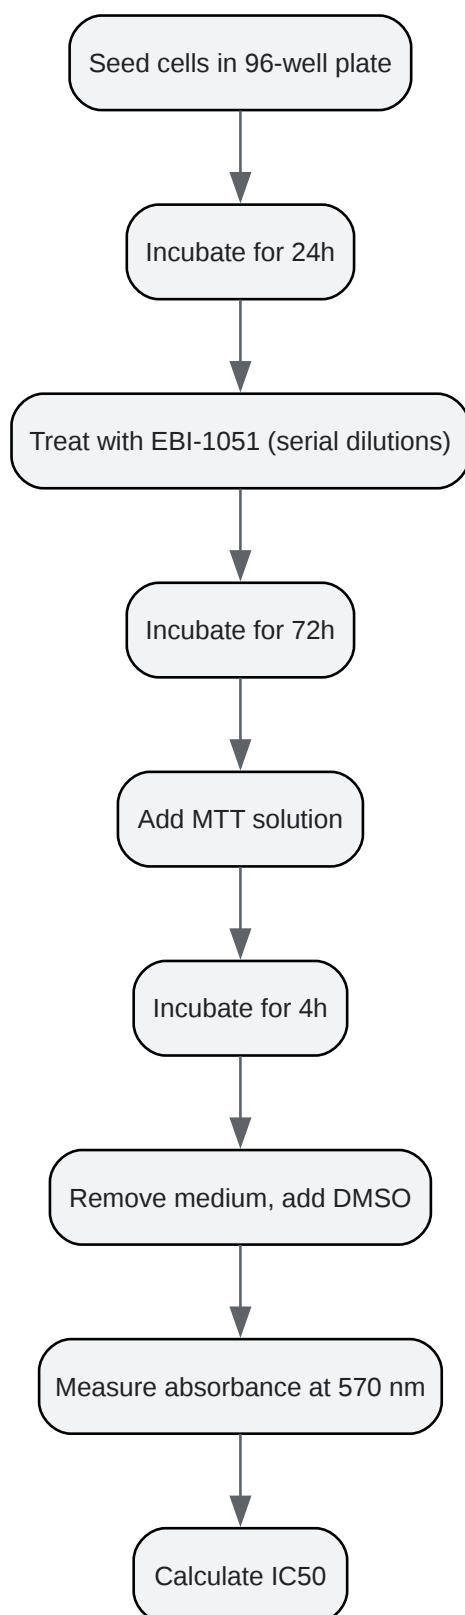 Seed cells in 96-well plate
Incubate for 24h
Treat with EBI-1051 (serial dilutions)
Incubate for 72h
Add MTT solution
Incubate for 4h
Remove medium, add DMSO
Measure absorbance at 570 nm
Calculate IC50